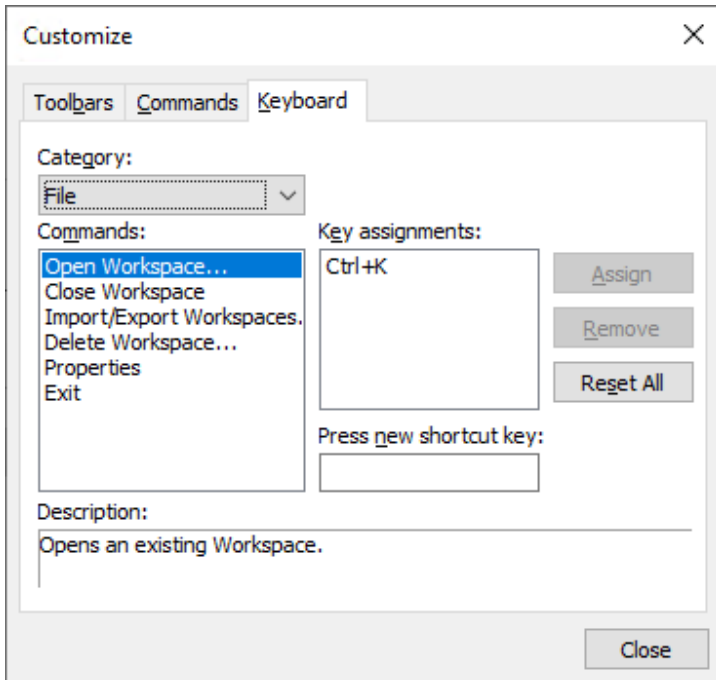 Customize
Toolbars Commands Keyboard
Category:
File
Commands:
Key assignments:
Open Workspace...
Close Workspace
Import/Export Workspaces.
Delete Workspace...
Properties
Exit
Ctrl+K
Assign
Remove
Reset All
Press new shortcut key:
Description:
Opens an existing Workspace.
Close